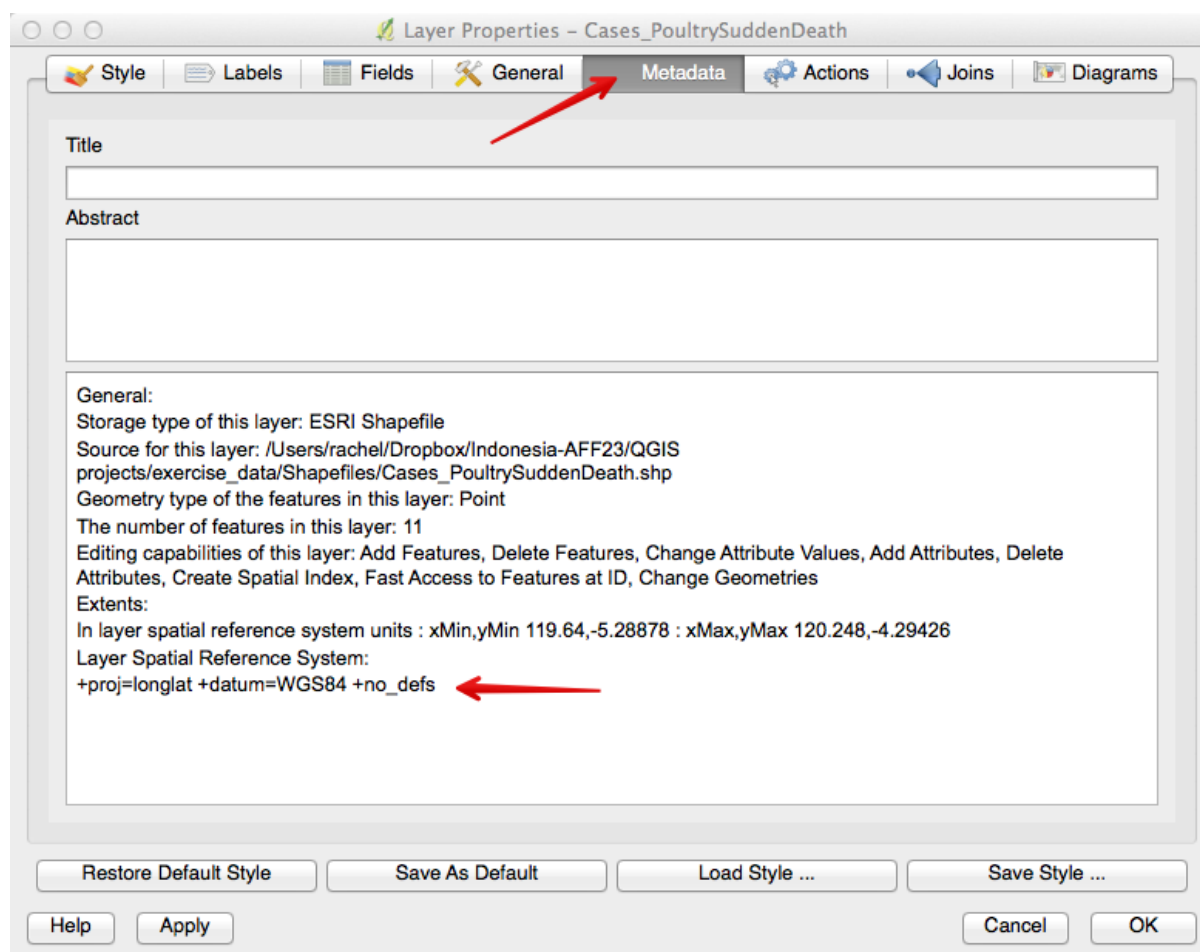 Layer Properties – Cases_PoultrySuddenDeath
Style Labels Fields General Metadata Actions Joins Diagrams
Title
Abstract
General:
Storage type of this layer: ESRI Shapefile
Source for this layer: /Users/rachel/Dropbox/Indonesia-AFF23/QGIS
projects/exercise_data/Shapefiles/Cases_PoultrySuddenDeath.shp
Geometry type of the features in this layer: Point
The number of features in this layer: 11
Editing capabilities of this layer: Add Features, Delete Features, Change Attribute Values, Add Attributes, Delete
Attributes, Create Spatial Index, Fast Access to Features at ID, Change Geometries
Extents:
In layer spatial reference system units : xMin,yMin 119.64,-5.28878 : xMax,yMax 120.248,-4.29426
Layer Spatial Reference System:
+proj=longlat +datum=WGS84 +no_defs
Restore Default Style Save As Default Load Style ... Save Style ...
Help Apply Cancel OK